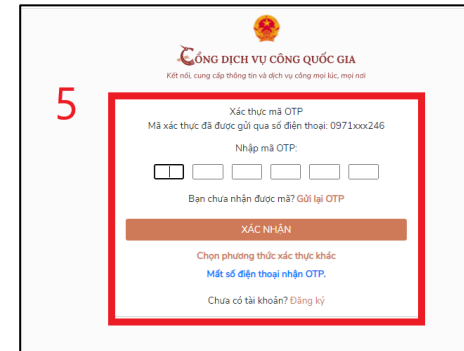 CỔNG DỊCH VỤ CÔNG QUỐC GIA
Kết nối, cung cấp thông tin và dịch vụ công mọi lúc, mọi nơi
5
Xác thực mã OTP
Mã xác thực đã được gửi qua số điện thoại: 0971xxx246
Nhập mã OTP:
Bạn chưa nhận được mã? Gửi lại OTP
XÁC NHẬN
Chọn phương thức xác thực khác
Mất số điện thoại nhận OTP.
Chưa có tài khoản? Đăng ký